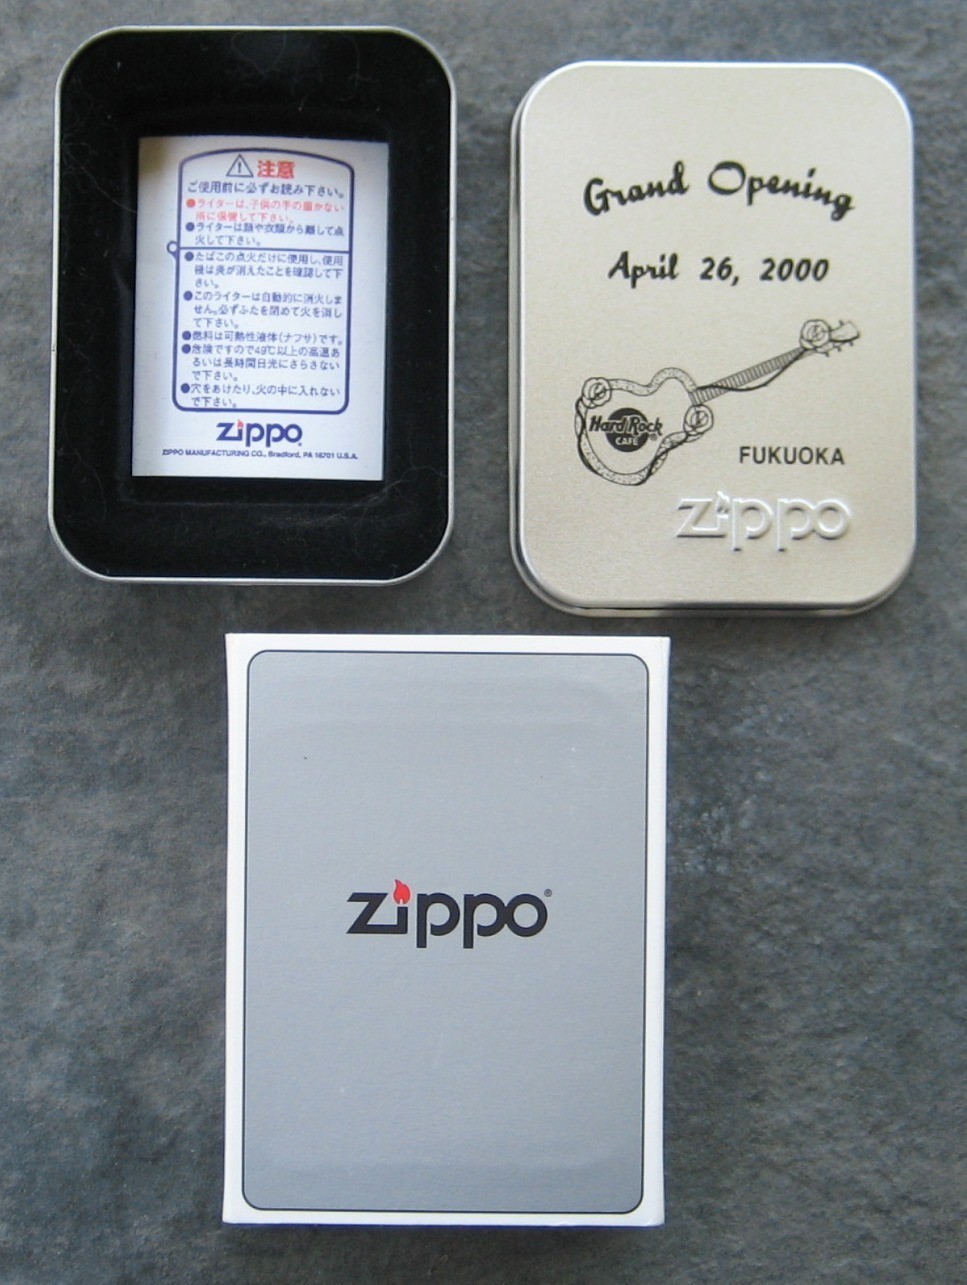 注意
ご使用前に必ずお読み下さい。
●ライターは、子供の手の届かない
所に保管して下さい。
●ライターは顔や衣類から離して点
火して下さい。
●たばこの点火だけに使用し、使用
後は炎が消えたことを確認して下
さい。
●このライターは自動的に消火しま
せん。必ずふたを閉めて火を消し
て下さい。
●燃料は可熱性液体(ナフサ)です。
●危険ですので49℃以上の高温あ
るいは長時間日光にさらさない
で下さい。
●穴をあけたり、火の中に入れない
で下さい。
zippo
ZIPPO MANUFACTURING CO., Bradford, PA 16701 U.S.A.
Grand Opening
April 26, 2000
Hard Rock
CAFE
®
FUKUOKA
zippo
zippo®